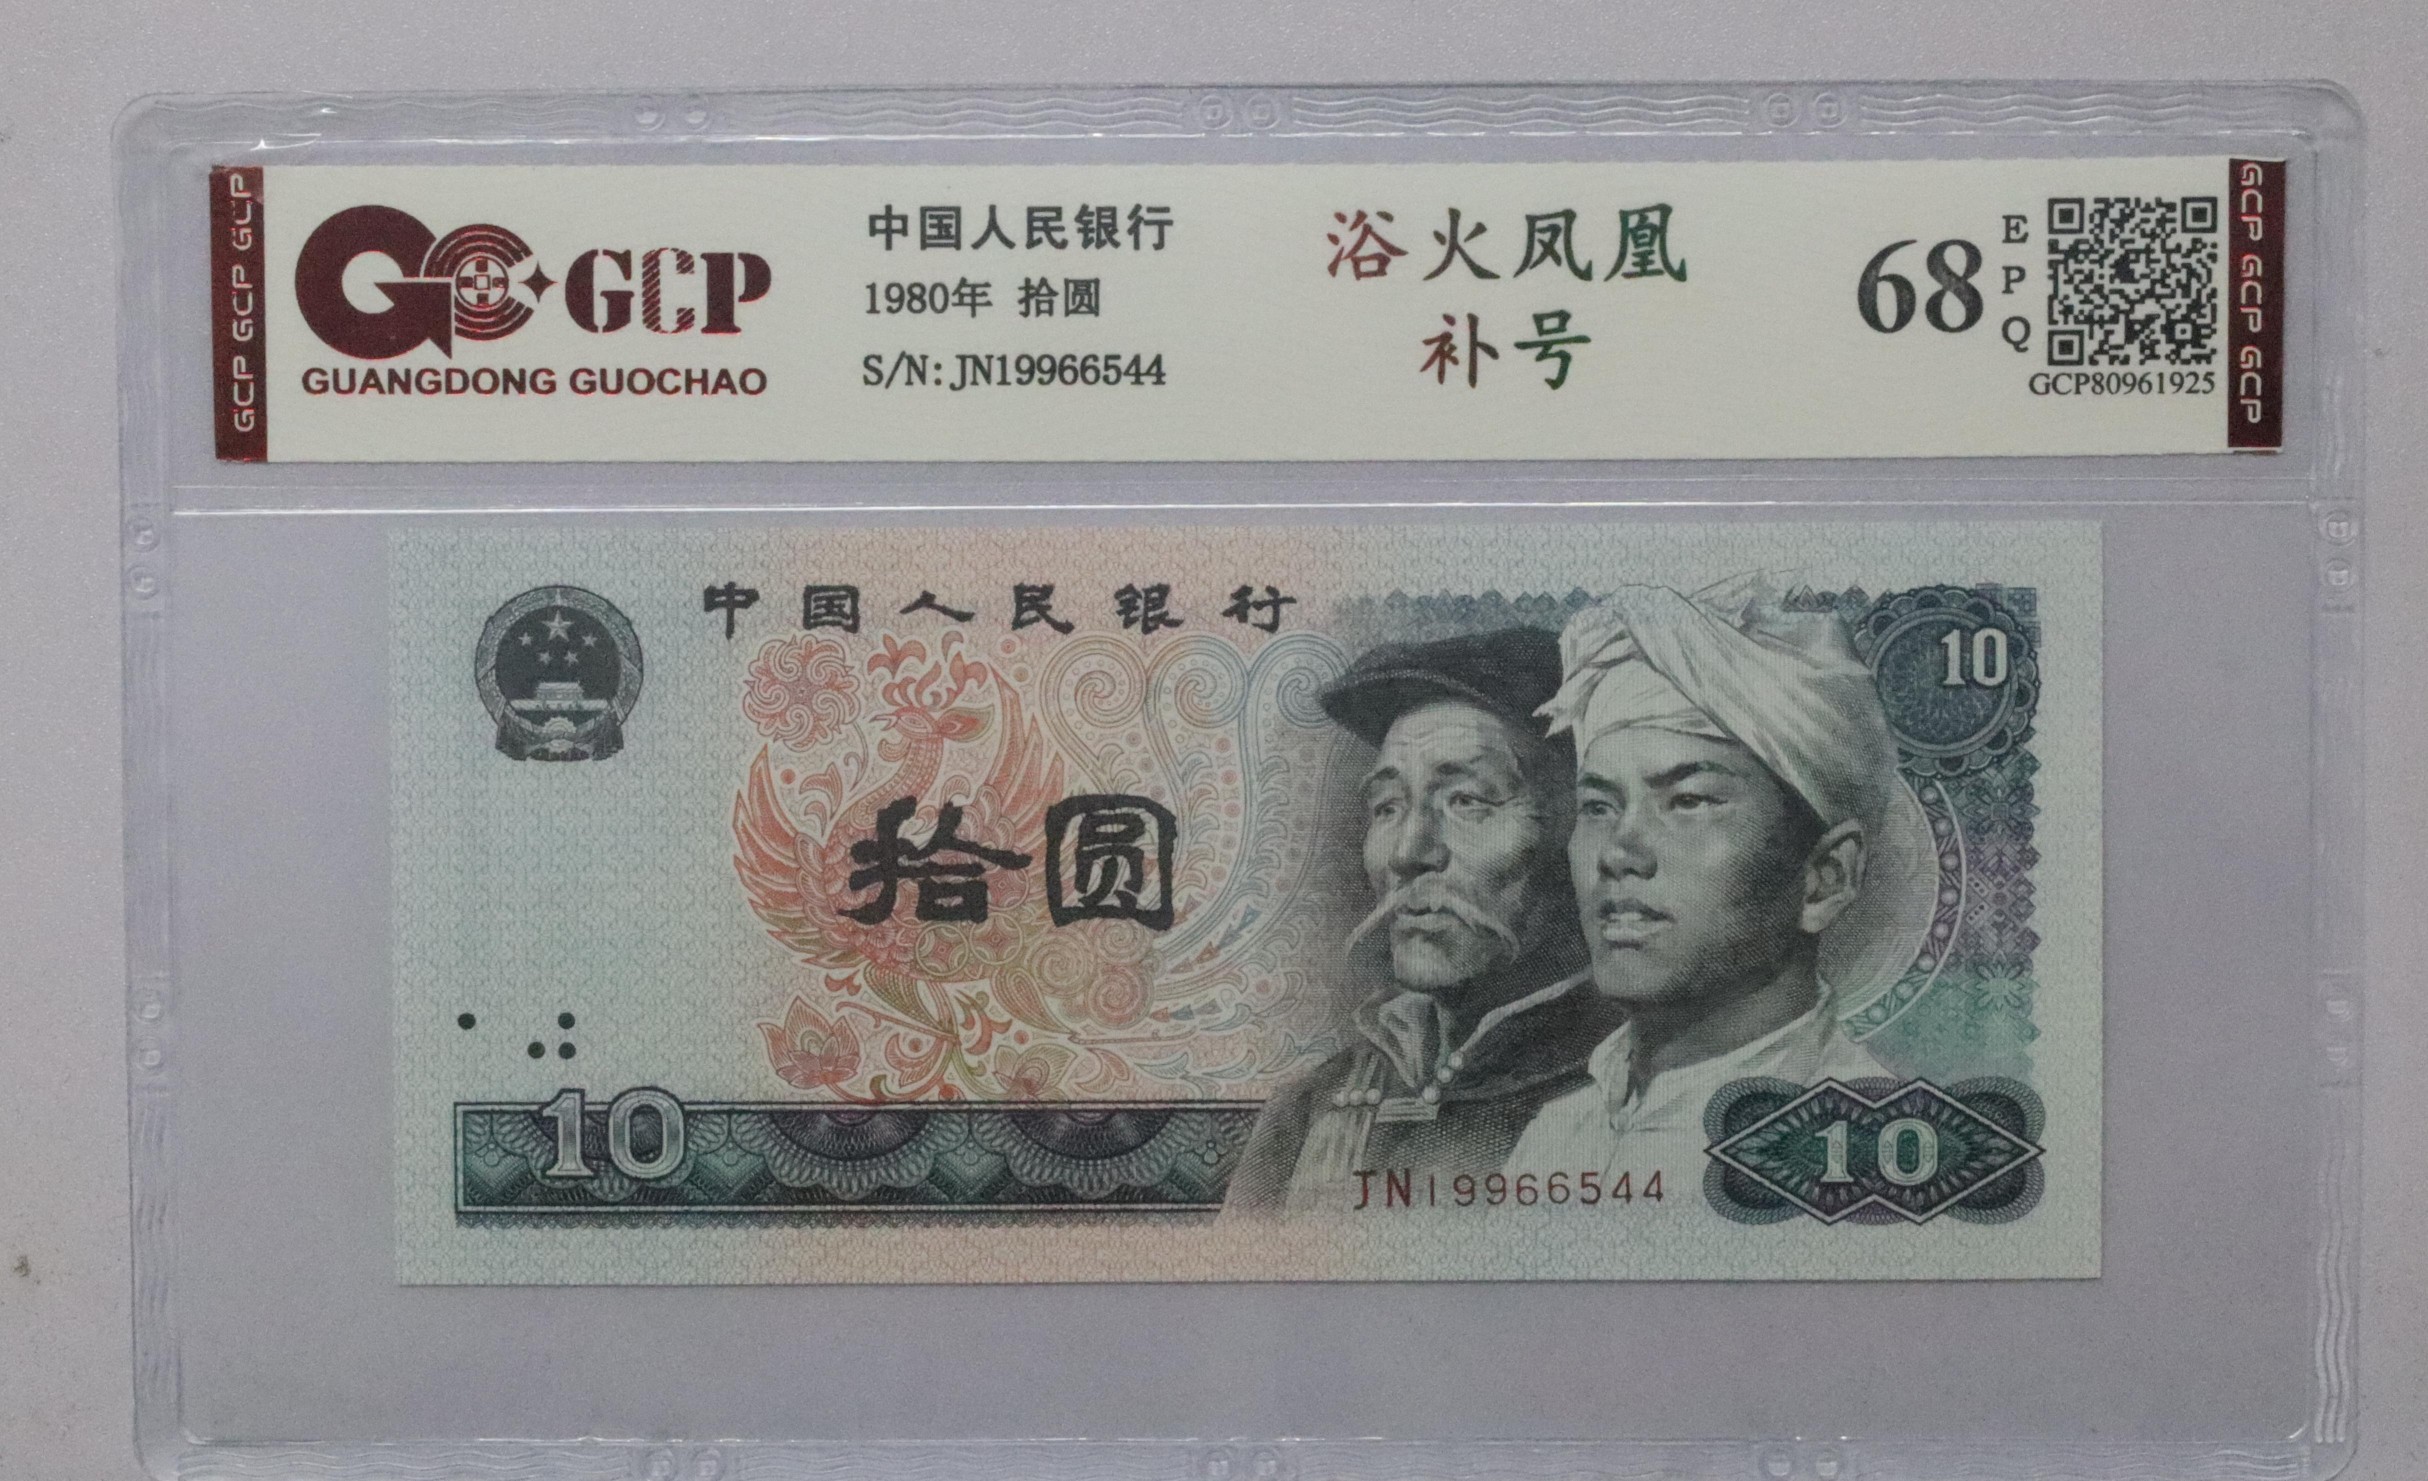 GCP GCP GCP
GCP
GUANGDONG GUOCHAO
中国人民银行
1980年 拾圆
S/N: JN19966544
浴火凤凰
补号
68
EPQ
GCP80961925
GCP GCP GCP
中国人民银行
10
拾圆
10
JN19966544
10